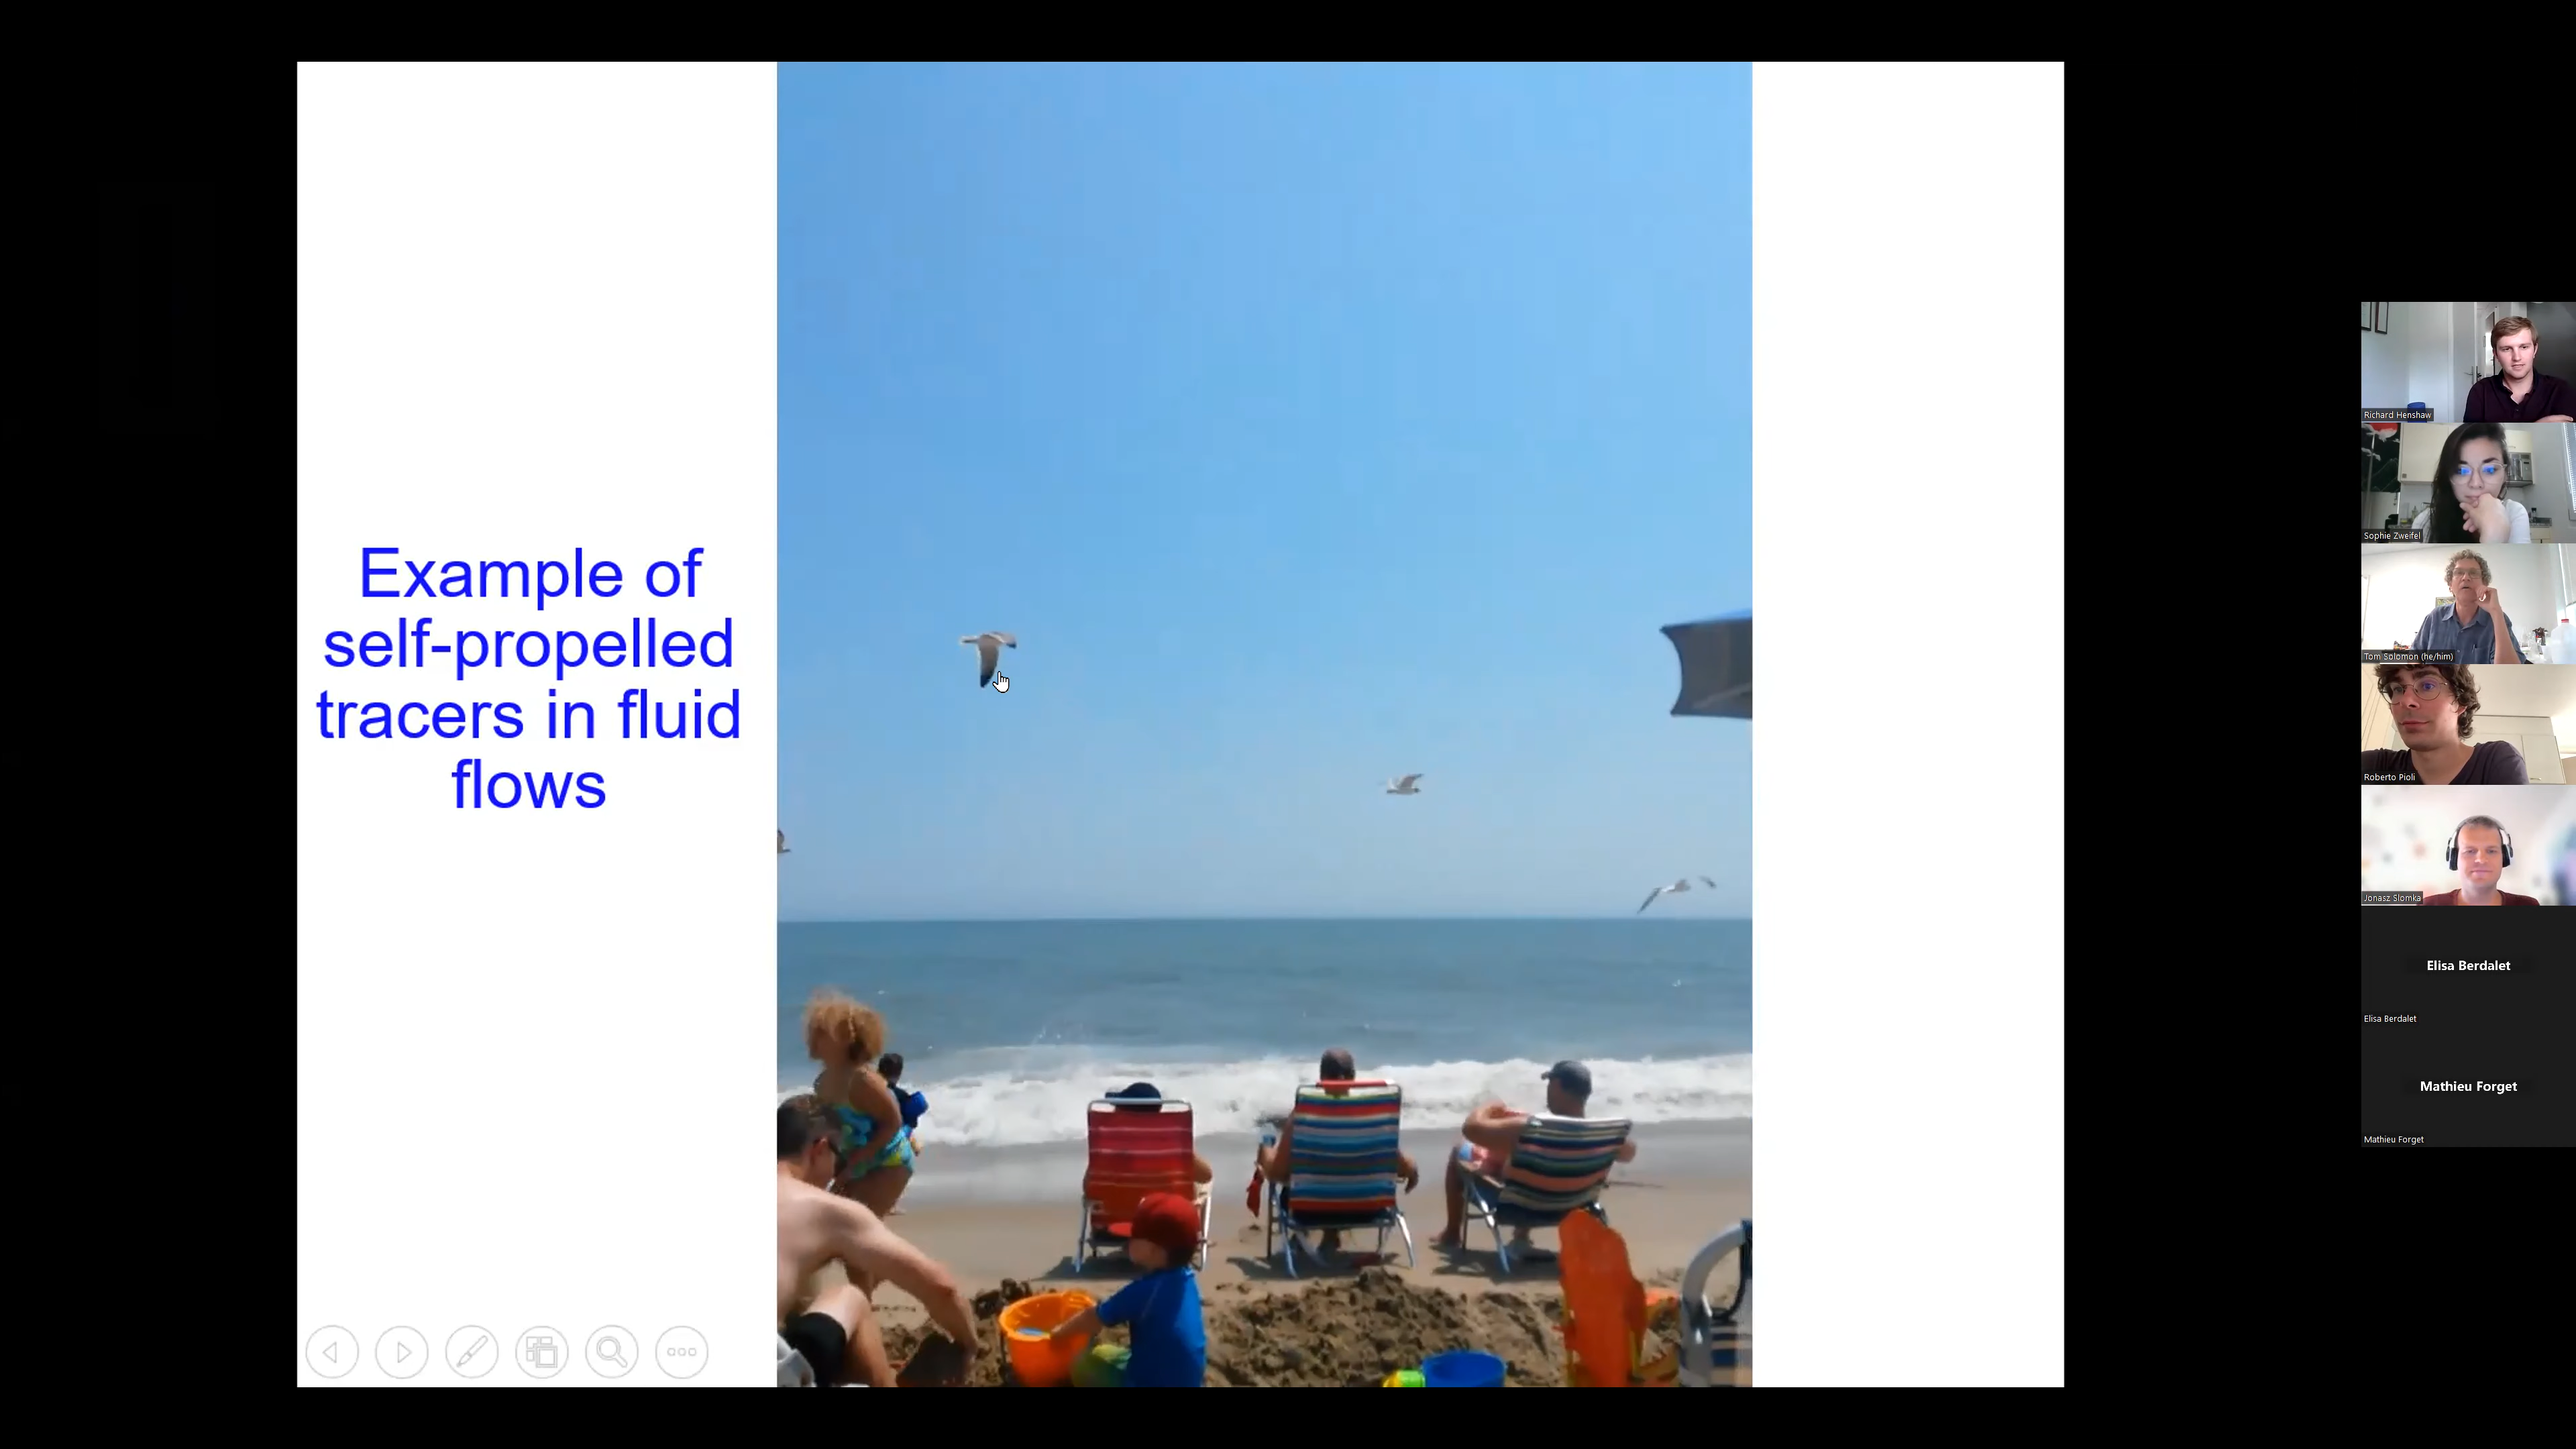 Example of
self-propelled
tracers in fluid
flows
Richard Henshaw
Sophie Zweifel
Tom Solomon (he/him)
Roberto Pioli
Jonasz Slomka
Elisa Berdalet
Elisa Berdalet
Mathieu Forget
Mathieu Forget